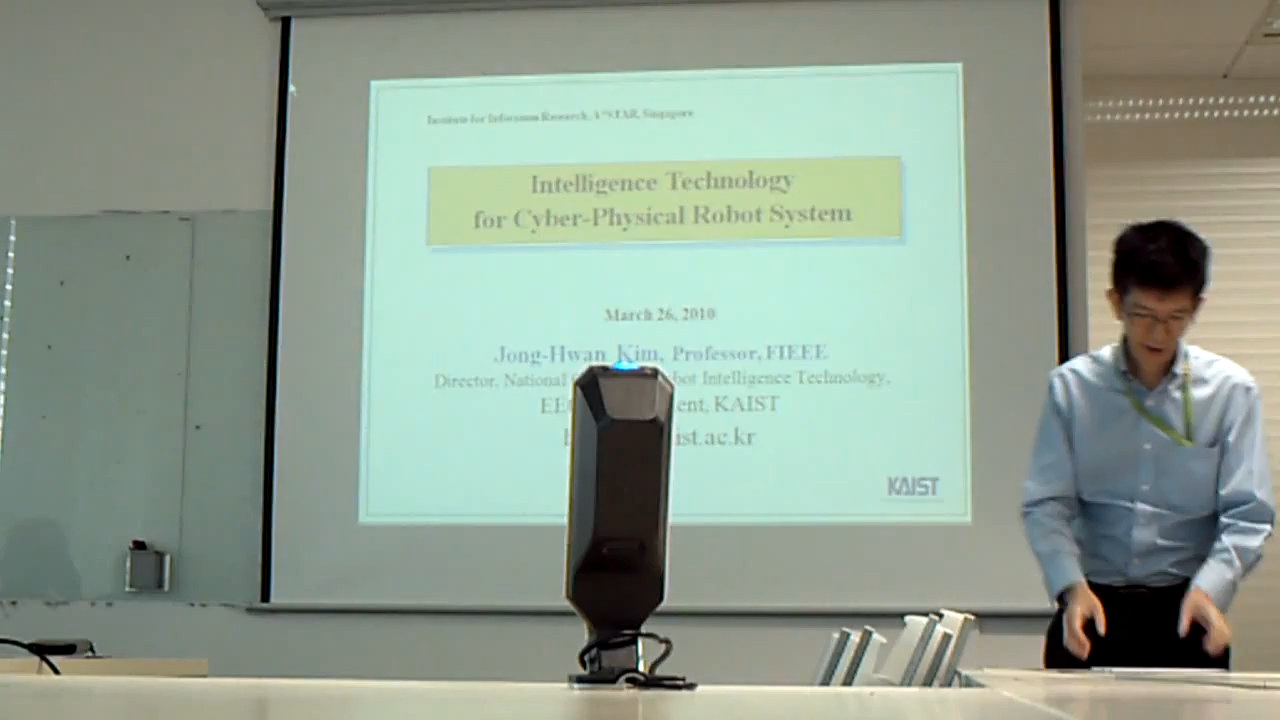 Institute for Infocomm Research, A*STAR, Singapore
Intelligence Technology
for Cyber-Physical Robot System
March 26, 2010
Jong-Hwan Kim, Professor, FIEEE
Director, National bot Intelligence Technology,
EE ent, KAIST
ist.ac.kr
KAIST